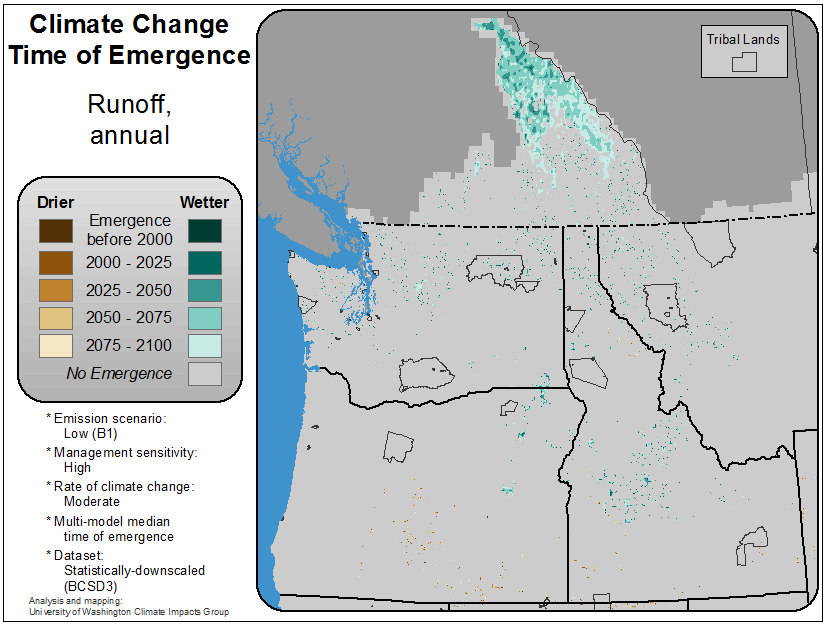 Climate Change
Time of Emergence
Runoff,
annual
Tribal Lands
Drier Wetter
Emergence
before 2000
2000 - 2025
2025 - 2050
2050 - 2075
2075 - 2100
No Emergence
* Emission scenario:
Low (B1)
* Management sensitivity:
High
* Rate of climate change:
Moderate
* Multi-model median
time of emergence
* Dataset:
Statistically-downscaled
(BCSD3)
Analysis and mapping:
University of Washington Climate Impacts Group